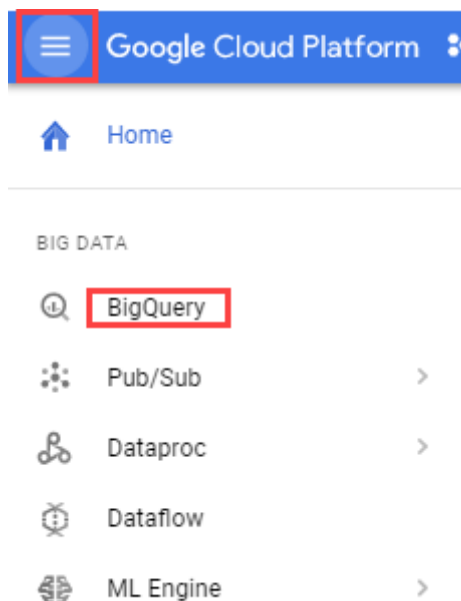 Google Cloud Platform
Home
BIG DATA
BigQuery
Pub/Sub
Dataproc
Dataflow
ML Engine